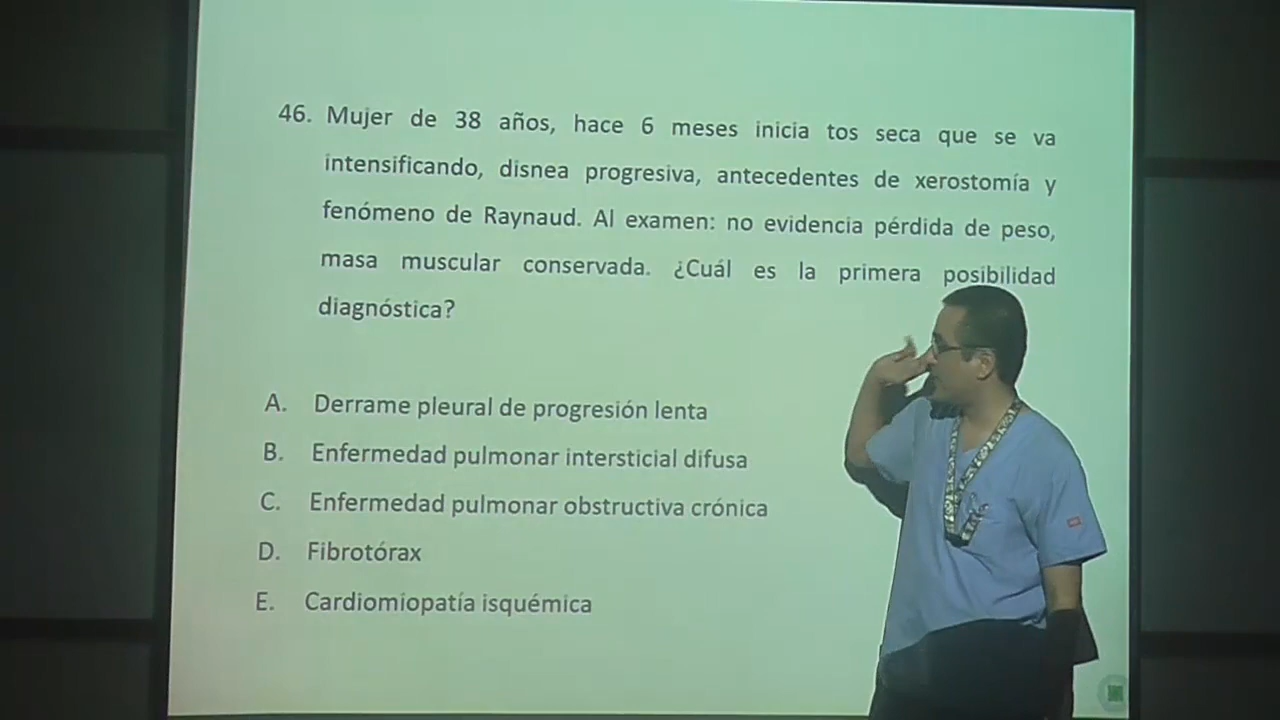 46. Mujer de 38 años, hace 6 meses inicia tos seca que se va
intensificando, disnea progresiva, antecedentes de xerostomía y
fenómeno de Raynaud. Al examen: no evidencia pérdida de peso,
masa muscular conservada. ¿Cuál es la primera posibilidad
diagnóstica?
A. Derrame pleural de progresión lenta
B. Enfermedad pulmonar intersticial difusa
C. Enfermedad pulmonar obstructiva crónica
D. Fibrotórax
E. Cardiomiopatía isquémica